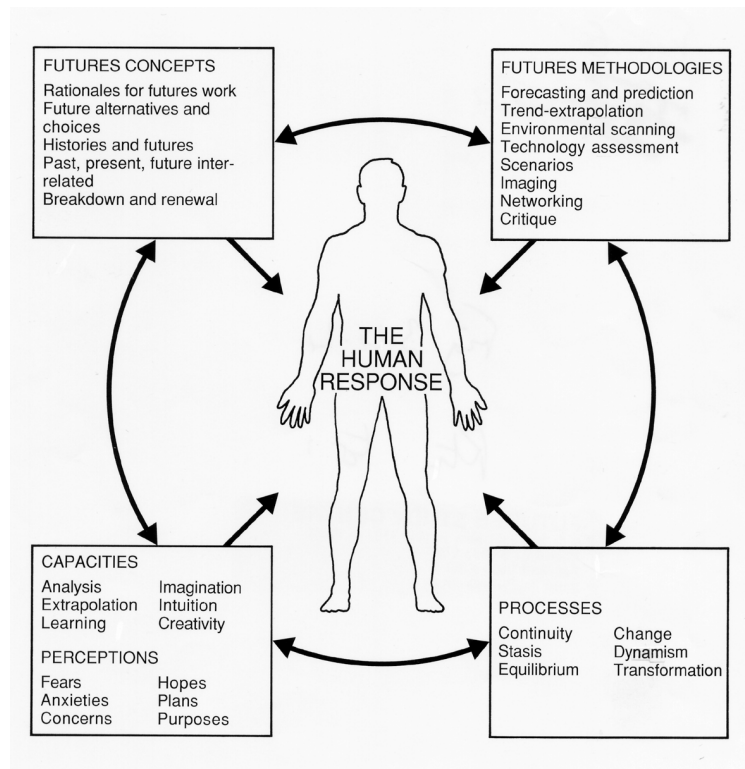 FUTURES CONCEPTS
Rationales for futures work
Future alternatives and
choices
Histories and futures
Past, present, future inter-
related
Breakdown and renewal
FUTURES METHODOLOGIES
Forecasting and prediction
Trend-extrapolation
Environmental scanning
Technology assessment
Scenarios
Imaging
Networking
Critique
THE
HUMAN
RESPONSE
CAPACITIES
Analysis Imagination
Extrapolation Intuition
Learning Creativity
PERCEPTIONS
Fears Hopes
Anxieties Plans
Concerns Purposes
PROCESSES
Continuity Change
Stasis Dynamism
Equilibrium Transformation